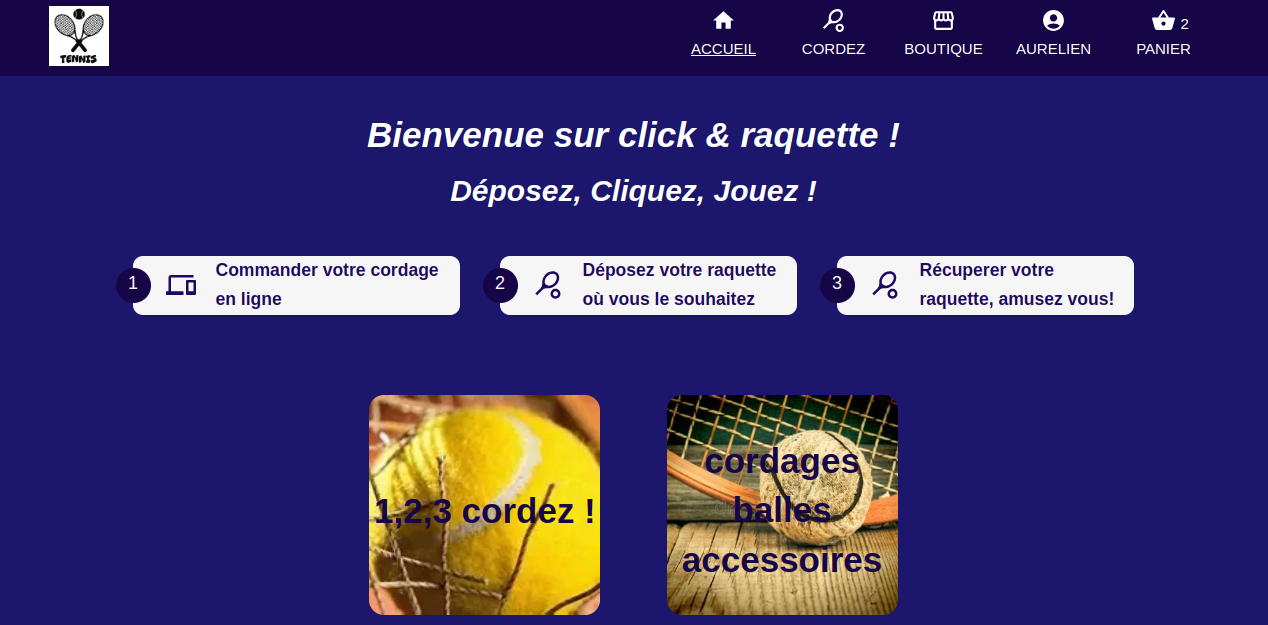 TENNIS
ACCUEIL
CORDEZ
BOUTIQUE
AURELIEN
2
PANIER
Bienvenue sur click & raquette !
Déposez, Cliquez, Jouez !
1
Commander votre cordage
en ligne
2
Déposez votre raquette
où vous le souhaitez
3
Récuperer votre
raquette, amusez vous!
1,2,3 cordez !
cordages
balles
accessoires